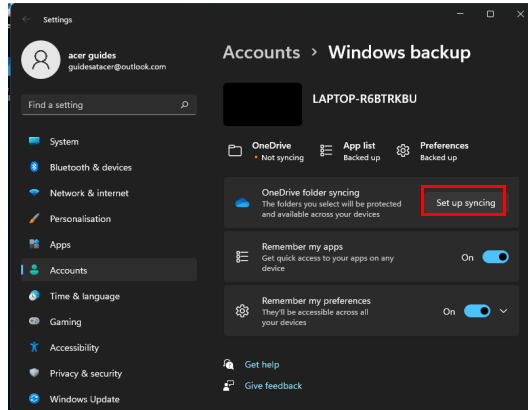 Settings
acer guides
guidesatacer@outlook.com
Find a setting
System
Bluetooth & devices
Network & internet
Personalisation
Apps
Accounts
Time & language
Gaming
Accessibility
Privacy & security
Windows Update
Accounts > Windows backup
LAPTOP-R6BTRKBU
OneDrive
• Not syncing
App list
Backed up
Preferences
Backed up
OneDrive folder syncing
The folders you select will be protected
and available across your devices
Set up syncing
Remember my apps
Get quick access to your apps on any
device
On
Remember my preferences
They'll be accessible across all
your devices
On
Get help
Give feedback